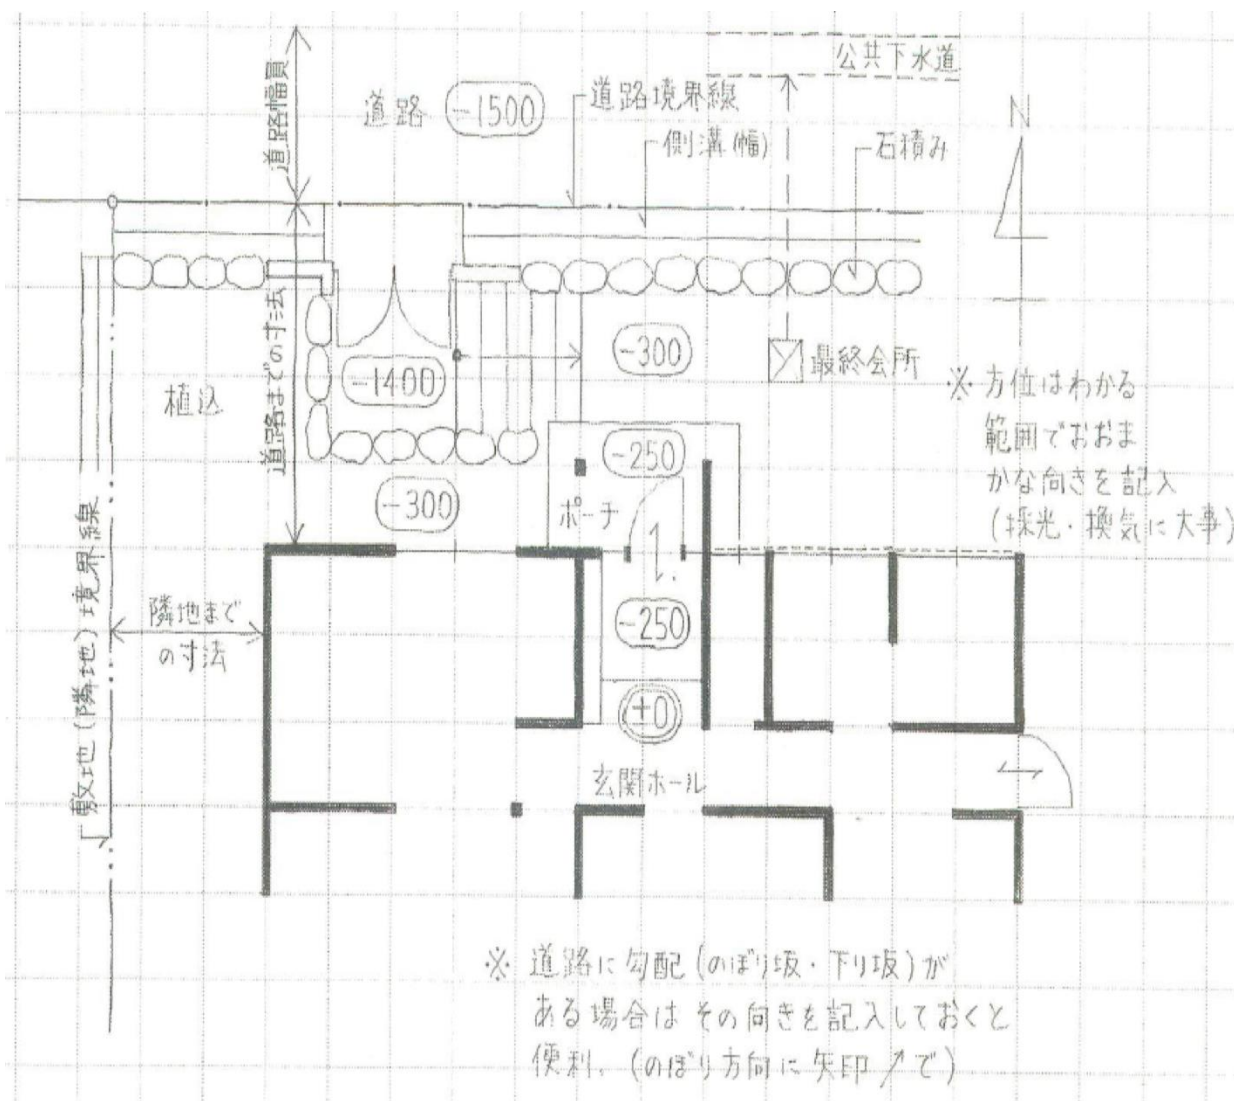 公共下水道
道路幅員
道路 -1500
道路境界線
側溝(幅)
石積み
N
道路までの寸法
-300
最終会所
-1400
植込
※ 方位はわかる
範囲でおおま
かな向きを記入
(採光・換気に大事)
-250
-300
ポーチ
敷地(隣地)境界線
隣地まで
の寸法
-250
±0
玄関ホール
※ 道路に勾配(のぼり坂・下り坂)が
ある場合はその向きを記入しておくと
便利。(のぼり方向に矢印↗で)